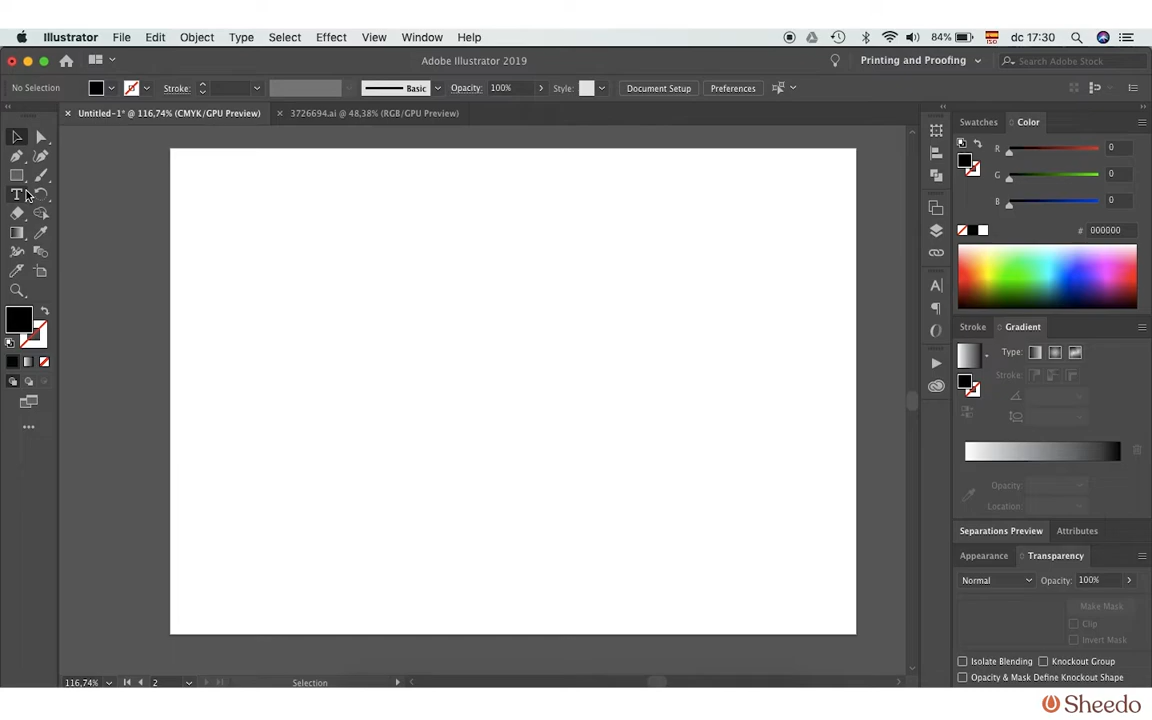 Illustrator File Edit Object Type Select Effect View Window Help 84% ISO dc 17:30
Adobe Illustrator 2019 Printing and Proofing Search Adobe Stock
No Selection Stroke: Basic Opacity: 100% Style: Document Setup Preferences
× Untitled-1* @ 116,74% (CMYK/GPU Preview) × 3726694.ai @ 48,38% (RGB/GPU Preview)
Swatches Color
R 0
G 0
B 0
# 000000
Stroke Gradient
Type:
Stroke:
Opacity:
Location:
Separations Preview Attributes
Appearance Transparency
Normal Opacity: 100%
Make Mask
Clip
Invert Mask
Isolate Blending Knockout Group
Opacity & Mask Define Knockout Shape
116,74% 2 Selection
Sheedo